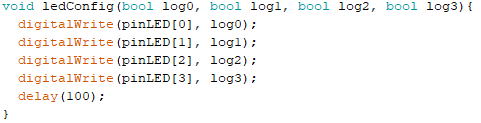 void ledConfig(bool log0, bool log1, bool log2, bool log3){
  digitalWrite(pinLED[0], log0);
  digitalWrite(pinLED[1], log1);
  digitalWrite(pinLED[2], log2);
  digitalWrite(pinLED[3], log3);
  delay(100);
}